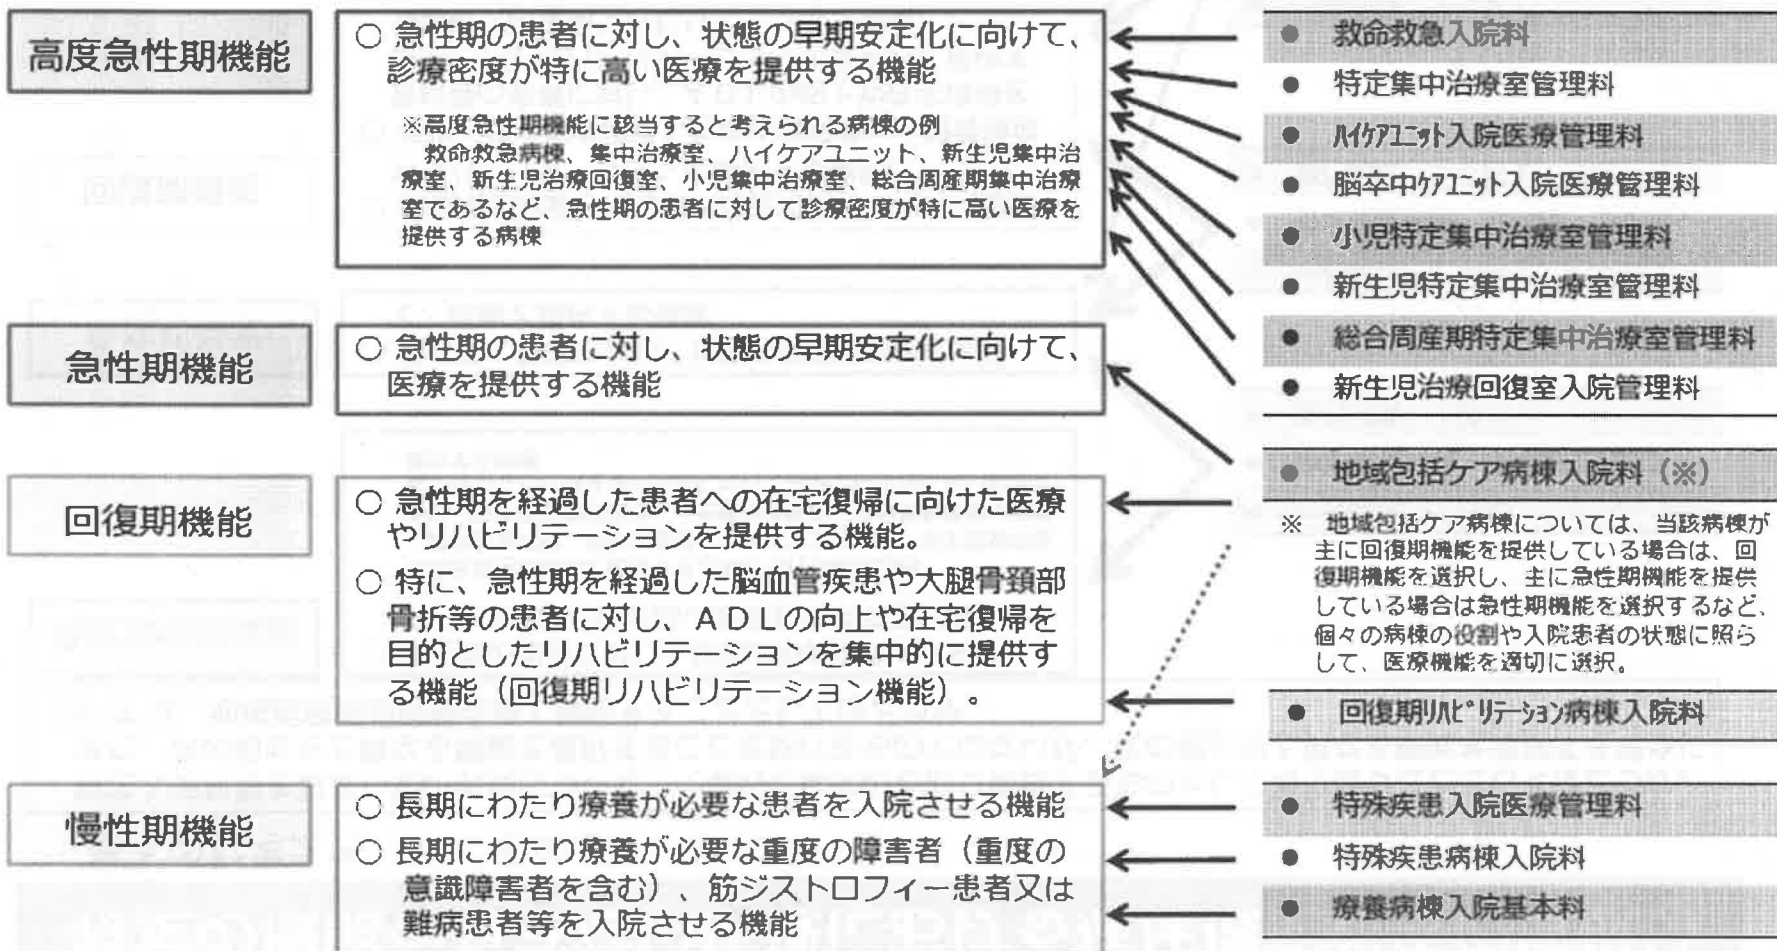 高度急性期機能
○ 急性期の患者に対し、状態の早期安定化に向けて、
診療密度が特に高い医療を提供する機能
※高度急性期機能に該当すると考えられる病棟の例
救命救急病棟、集中治療室、ハイケアユニット、新生児集中治
療室、新生児治療回復室、小児集中治療室、総合周産期集中治療
室であるなど、急性期の患者に対して診療密度が特に高い医療を
提供する病棟
急性期機能
○ 急性期の患者に対し、状態の早期安定化に向けて、
医療を提供する機能
回復期機能
○ 急性期を経過した患者への在宅復帰に向けた医療
やリハビリテーションを提供する機能。
○ 特に、急性期を経過した脳血管疾患や大腿骨頚部
骨折等の患者に対し、ADLの向上や在宅復帰を
目的としたリハビリテーションを集中的に提供す
る機能（回復期リハビリテーション機能）。
慢性期機能
○ 長期にわたり療養が必要な患者を入院させる機能
○ 長期にわたり療養が必要な重度の障害者（重度の
意識障害者を含む）、筋ジストロフィー患者又は
難病患者等を入院させる機能
● 救命救急入院料
● 特定集中治療室管理料
● ﾊｲｹｱﾕﾆｯﾄ入院医療管理料
● 脳卒中ｹｱﾕﾆｯﾄ入院医療管理料
● 小児特定集中治療室管理料
● 新生児特定集中治療室管理料
● 総合周産期特定集中治療室管理料
● 新生児治療回復室入院管理料
● 地域包括ケア病棟入院料（※）
※ 地域包括ケア病棟については、当該病棟が
主に回復期機能を提供している場合は、回
復期機能を選択し、主に急性期機能を提供
している場合は急性期機能を選択するなど、
個々の病棟の役割や入院患者の状態に照ら
して、医療機能を適切に選択。
● 回復期ﾘﾊﾋﾞﾘﾃｰｼｮﾝ病棟入院料
● 特殊疾患入院医療管理料
● 特殊疾患病棟入院料
● 療養病棟入院基本料